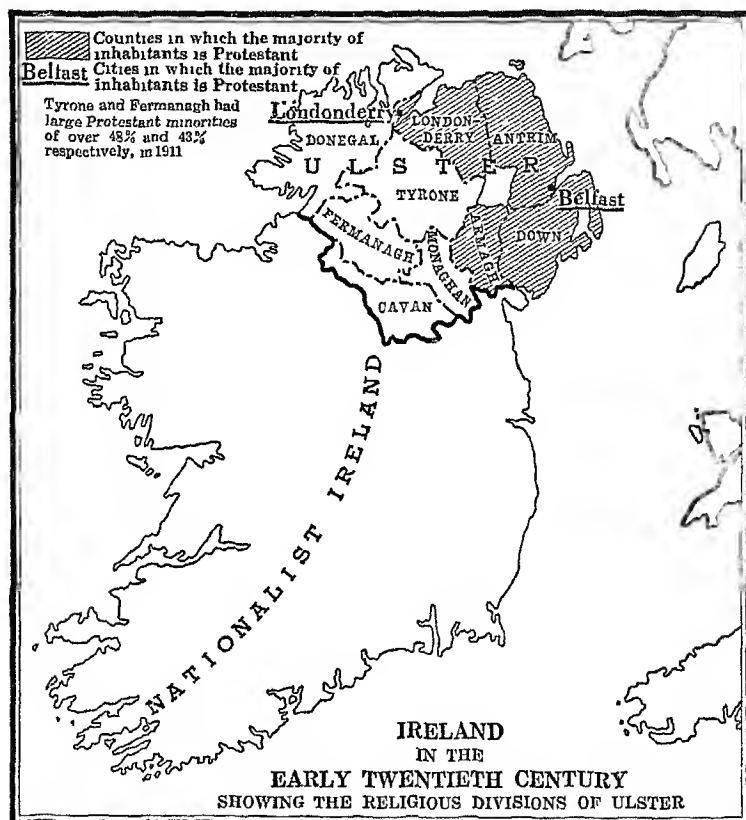 Counties in which the majority of
inhabitants is Protestant
Belfast Cities in which the majority of
inhabitants is Protestant
Tyrone and Fermanagh had
large Protestant minorities
of over 48% and 43%
respectively, in 1911
Londonderry
LONDON-
DERRY
ANTRIM
DONEGAL
ULSTER
TYRONE
Belfast
FERMANAGH
MONAGHAN
ARMAGH
DOWN
CAVAN
NATIONALIST IRELAND
IRELAND
IN THE
EARLY TWENTIETH CENTURY
SHOWING THE RELIGIOUS DIVISIONS OF ULSTER